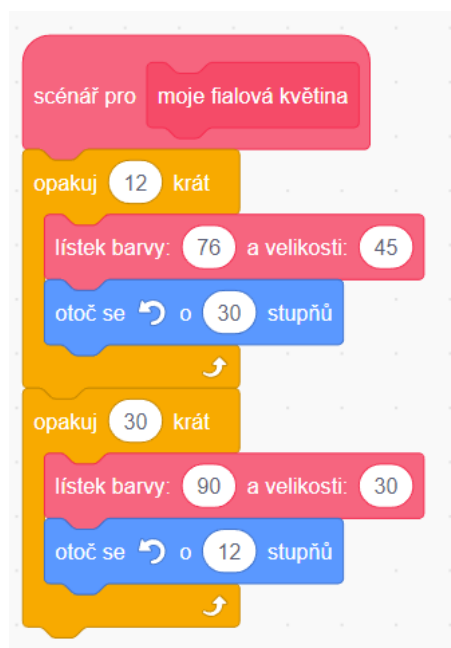 scénář pro moje fialová květina
opakuj 12 krát
lístek barvy: 76 a velikosti: 45
otoč se o 30 stupňů
opakuj 30 krát
lístek barvy: 90 a velikosti: 30
otoč se o 12 stupňů